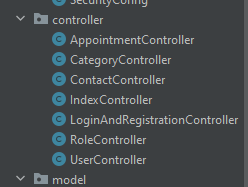 SecurityConfig
controller
AppointmentController
CategoryController
ContactController
IndexController
LoginAndRegistrationController
RoleController
UserController
model